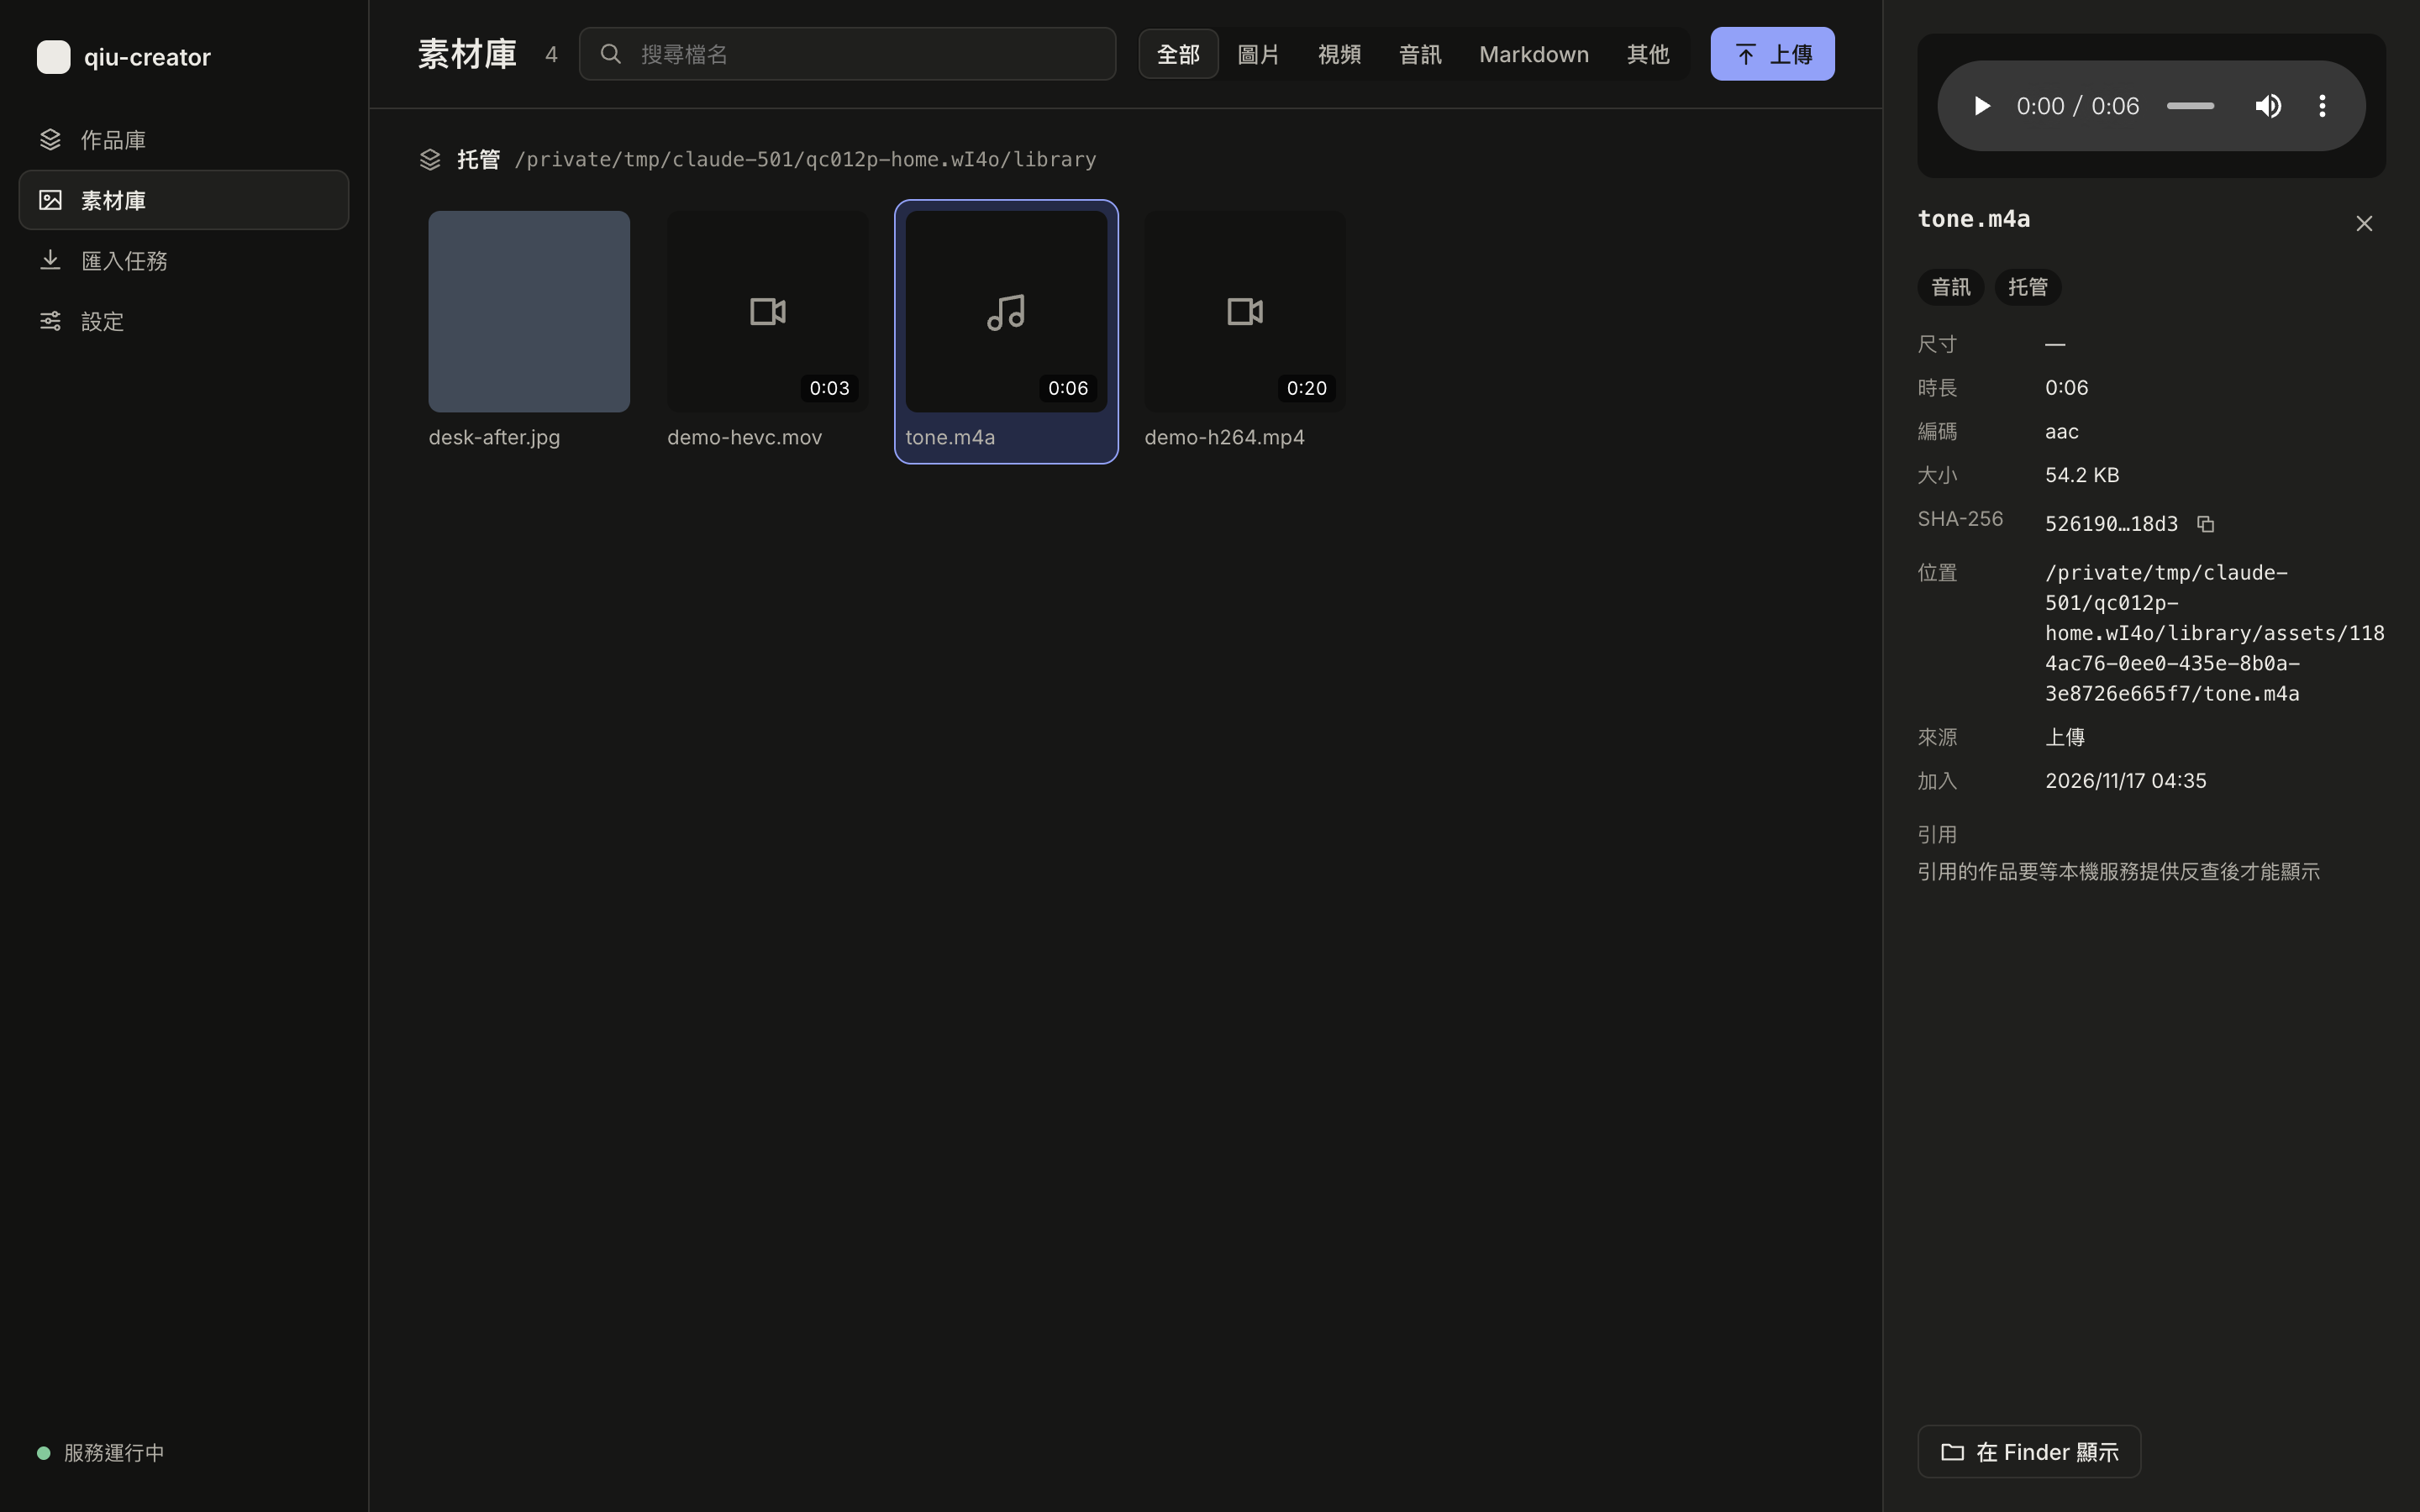 qiu-creator
作品庫
素材庫
匯入任務
設定
服務運行中
素材庫 4
搜尋檔名
全部 圖片 視頻 音訊 Markdown 其他
上傳
托管 /private/tmp/claude-501/qc012p-home.wI4o/library
0:03
0:06
0:20
desk-after.jpg
demo-hevc.mov
tone.m4a
demo-h264.mp4
0:00 / 0:06
tone.m4a
音訊 托管
尺寸 —
時長 0:06
編碼 aac
大小 54.2 KB
SHA-256 526190…18d3
位置 /private/tmp/claude-
501/qc012p-
home.wI4o/library/assets/118
4ac76-0ee0-435e-8b0a-
3e8726e665f7/tone.m4a
來源 上傳
加入 2026/11/17 04:35
引用
引用的作品要等本機服務提供反查後才能顯示
在 Finder 顯示